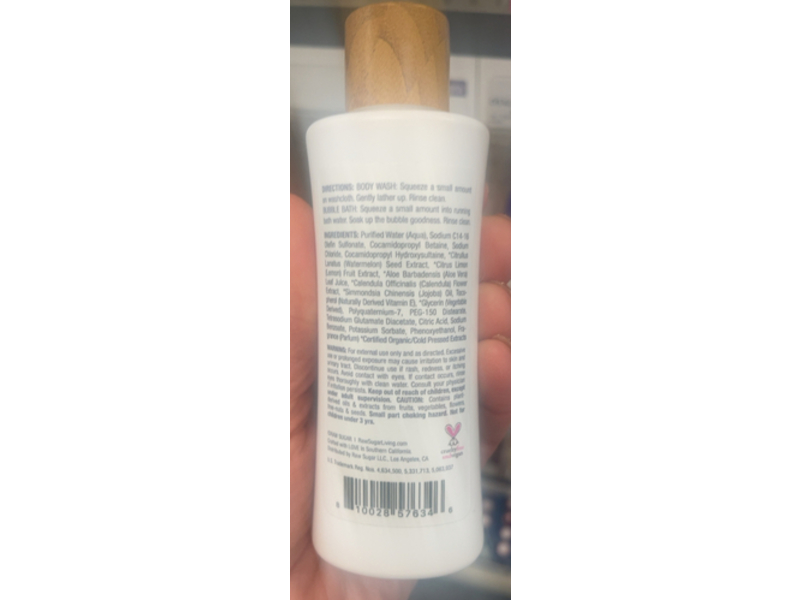 DIRECTIONS: BODY WASH: Squeeze a small amount
on washcloth. Gently lather up. Rinse clean.
BUBBLE BATH: Squeeze a small amount into running
bath water. Soak up the bubble goodness. Rinse clean.
INGREDIENTS: Purified Water (Aqua), Sodium C14-16
Olefin Sulfonate, Cocamidopropyl Betaine, Sodium
Chloride, Cocamidopropyl Hydroxysultaine, *Citrullus
Lanatus (Watermelon) Seed Extract, *Citrus Limon
(Lemon) Fruit Extract, *Aloe Barbadensis (Aloe Vera)
Leaf Juice, *Calendula Officinalis (Calendula) Flower
Extract, *Simmondsia Chinensis (Jojoba) Oil, Toco-
pherol (Naturally Derived Vitamin E), *Glycerin (Vegetable
Derived), Polyquaternium-7, PEG-150 Distearate,
Tetrasodium Glutamate Diacetate, Citric Acid, Sodium
Benzoate, Potassium Sorbate, Phenoxyethanol, Fra-
grance (Parfum) *Certified Organic/Cold Pressed Extracts
WARNING: For external use only and as directed. Excessive
use or prolonged exposure may cause irritation to skin and
urinary tract. Discontinue use if rash, redness, or itching
occurs. Avoid contact with eyes. If contact occurs, rinse
eyes thoroughly with clean water. Consult your physician
if irritation persists. Keep out of reach of children, except
under adult supervision. CAUTION: Contains plant-
derived oils & extracts from fruits, vegetables, flowers,
tree-nuts & seeds. Small part choking hazard. Not for
children under 3 yrs.
©RAW SUGAR | RawSugarLiving.com
Crafted with LOVE in Southern California
Distributed by Raw Sugar LLC., Los Angeles, CA
U.S. Trademark Reg. Nos.
8 10028 57634 6